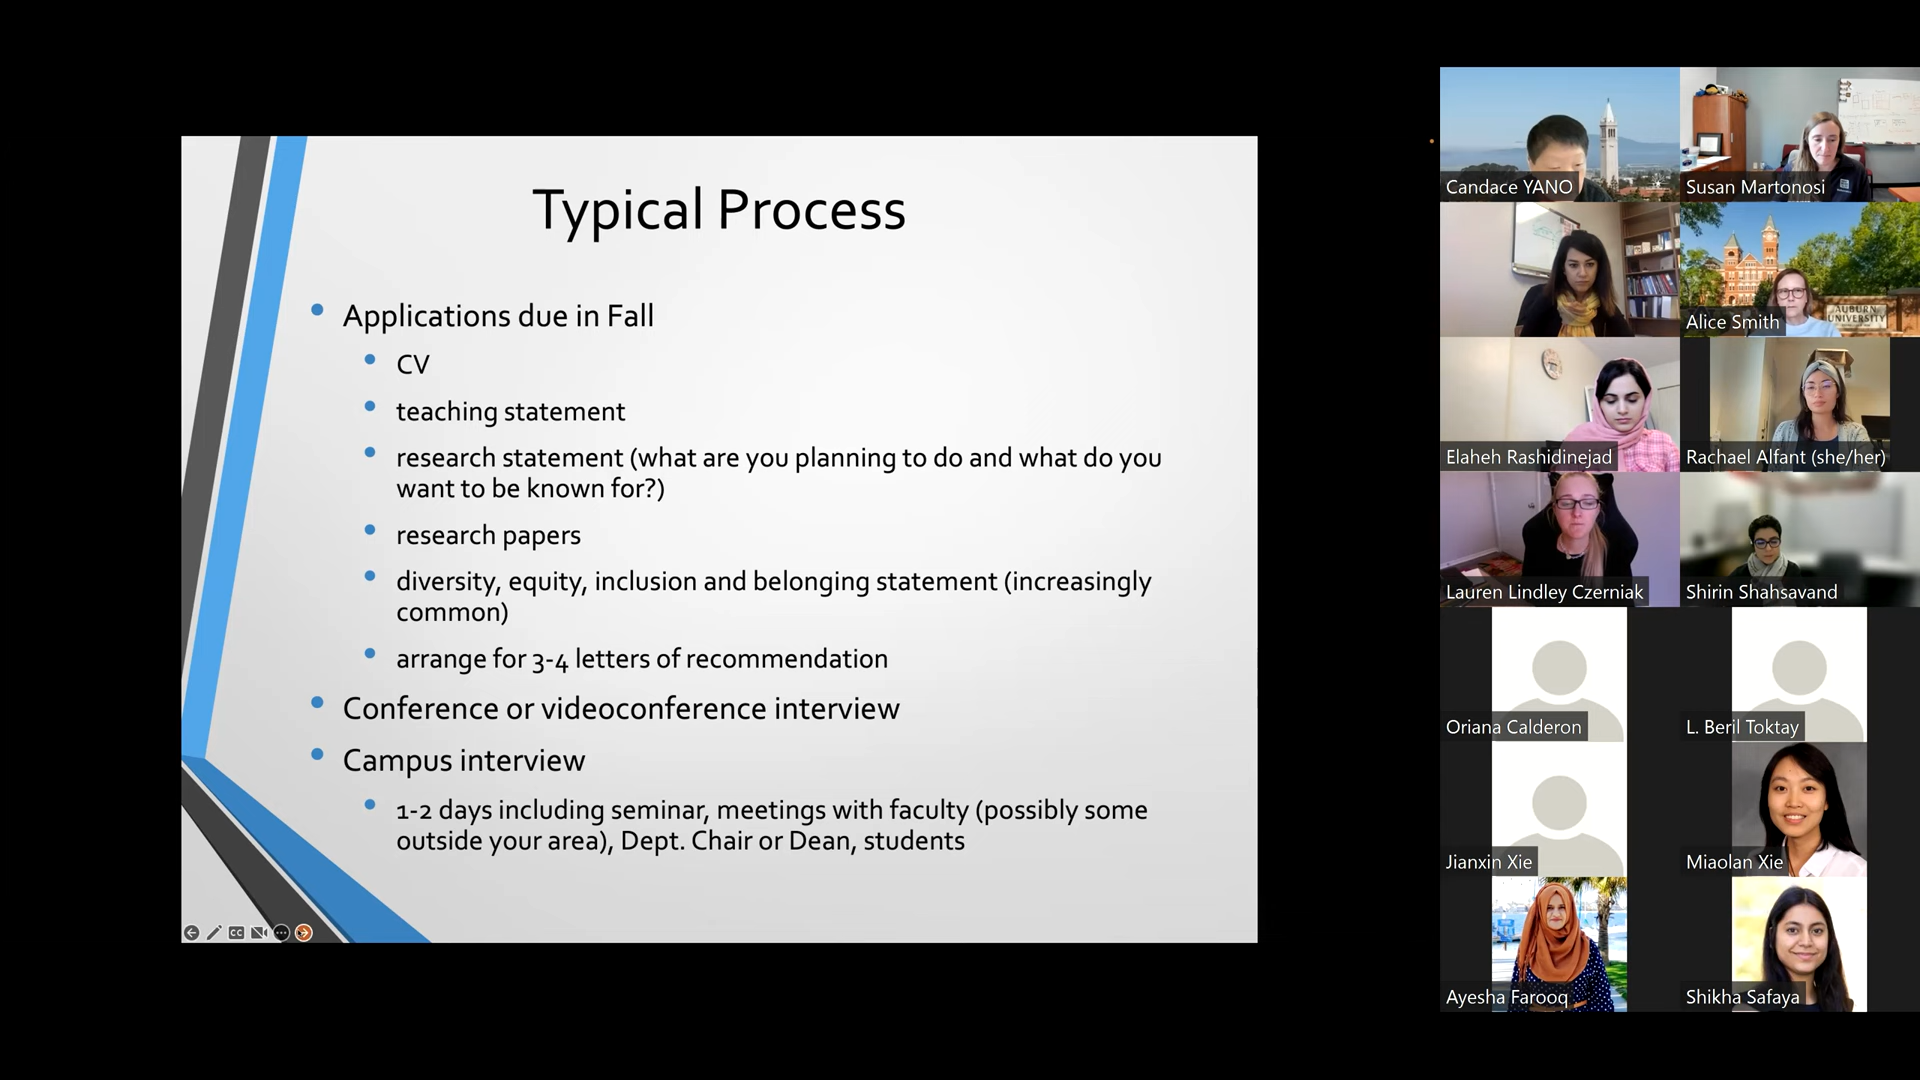 Typical Process
Applications due in Fall
CV
teaching statement
research statement (what are you planning to do and what do you
want to be known for?)
research papers
diversity, equity, inclusion and belonging statement (increasingly
common)
arrange for 3-4 letters of recommendation
Conference or videoconference interview
Campus interview
1-2 days including seminar, meetings with faculty (possibly some
outside your area), Dept. Chair or Dean, students
CC
Candace YANO
Susan Martonosi
AUBURN
UNIVERSITY
Alice Smith
Elaheh Rashidinejad
Rachael Alfant (she/her)
Lauren Lindley Czerniak
Shirin Shahsavand
Oriana Calderon
L. Beril Toktay
Jianxin Xie
Miaolan Xie
Ayesha Farooq
Shikha Safaya